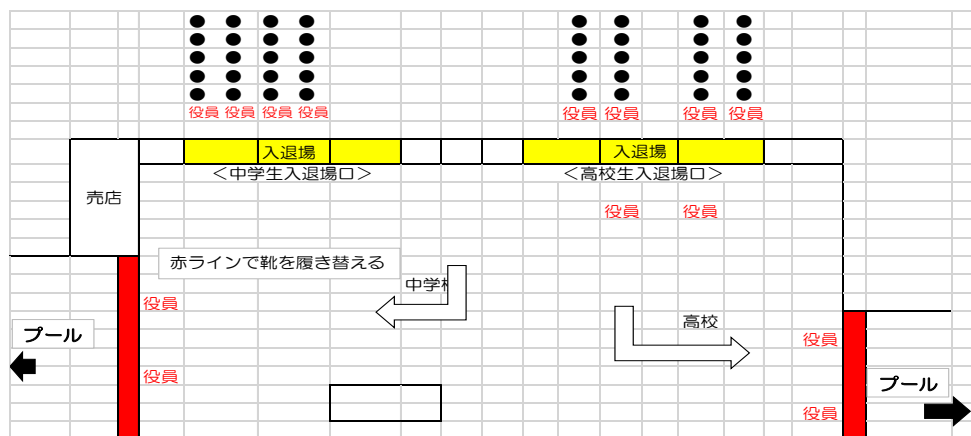 役員 役員 役員 役員
役員 役員 役員 役員
入退場
入退場
＜中学生入退場口＞
＜高校生入退場口＞
売店
役員 役員
赤ラインで靴を履き替える
中学
役員
高校
プール
役員
役員
プール
役員